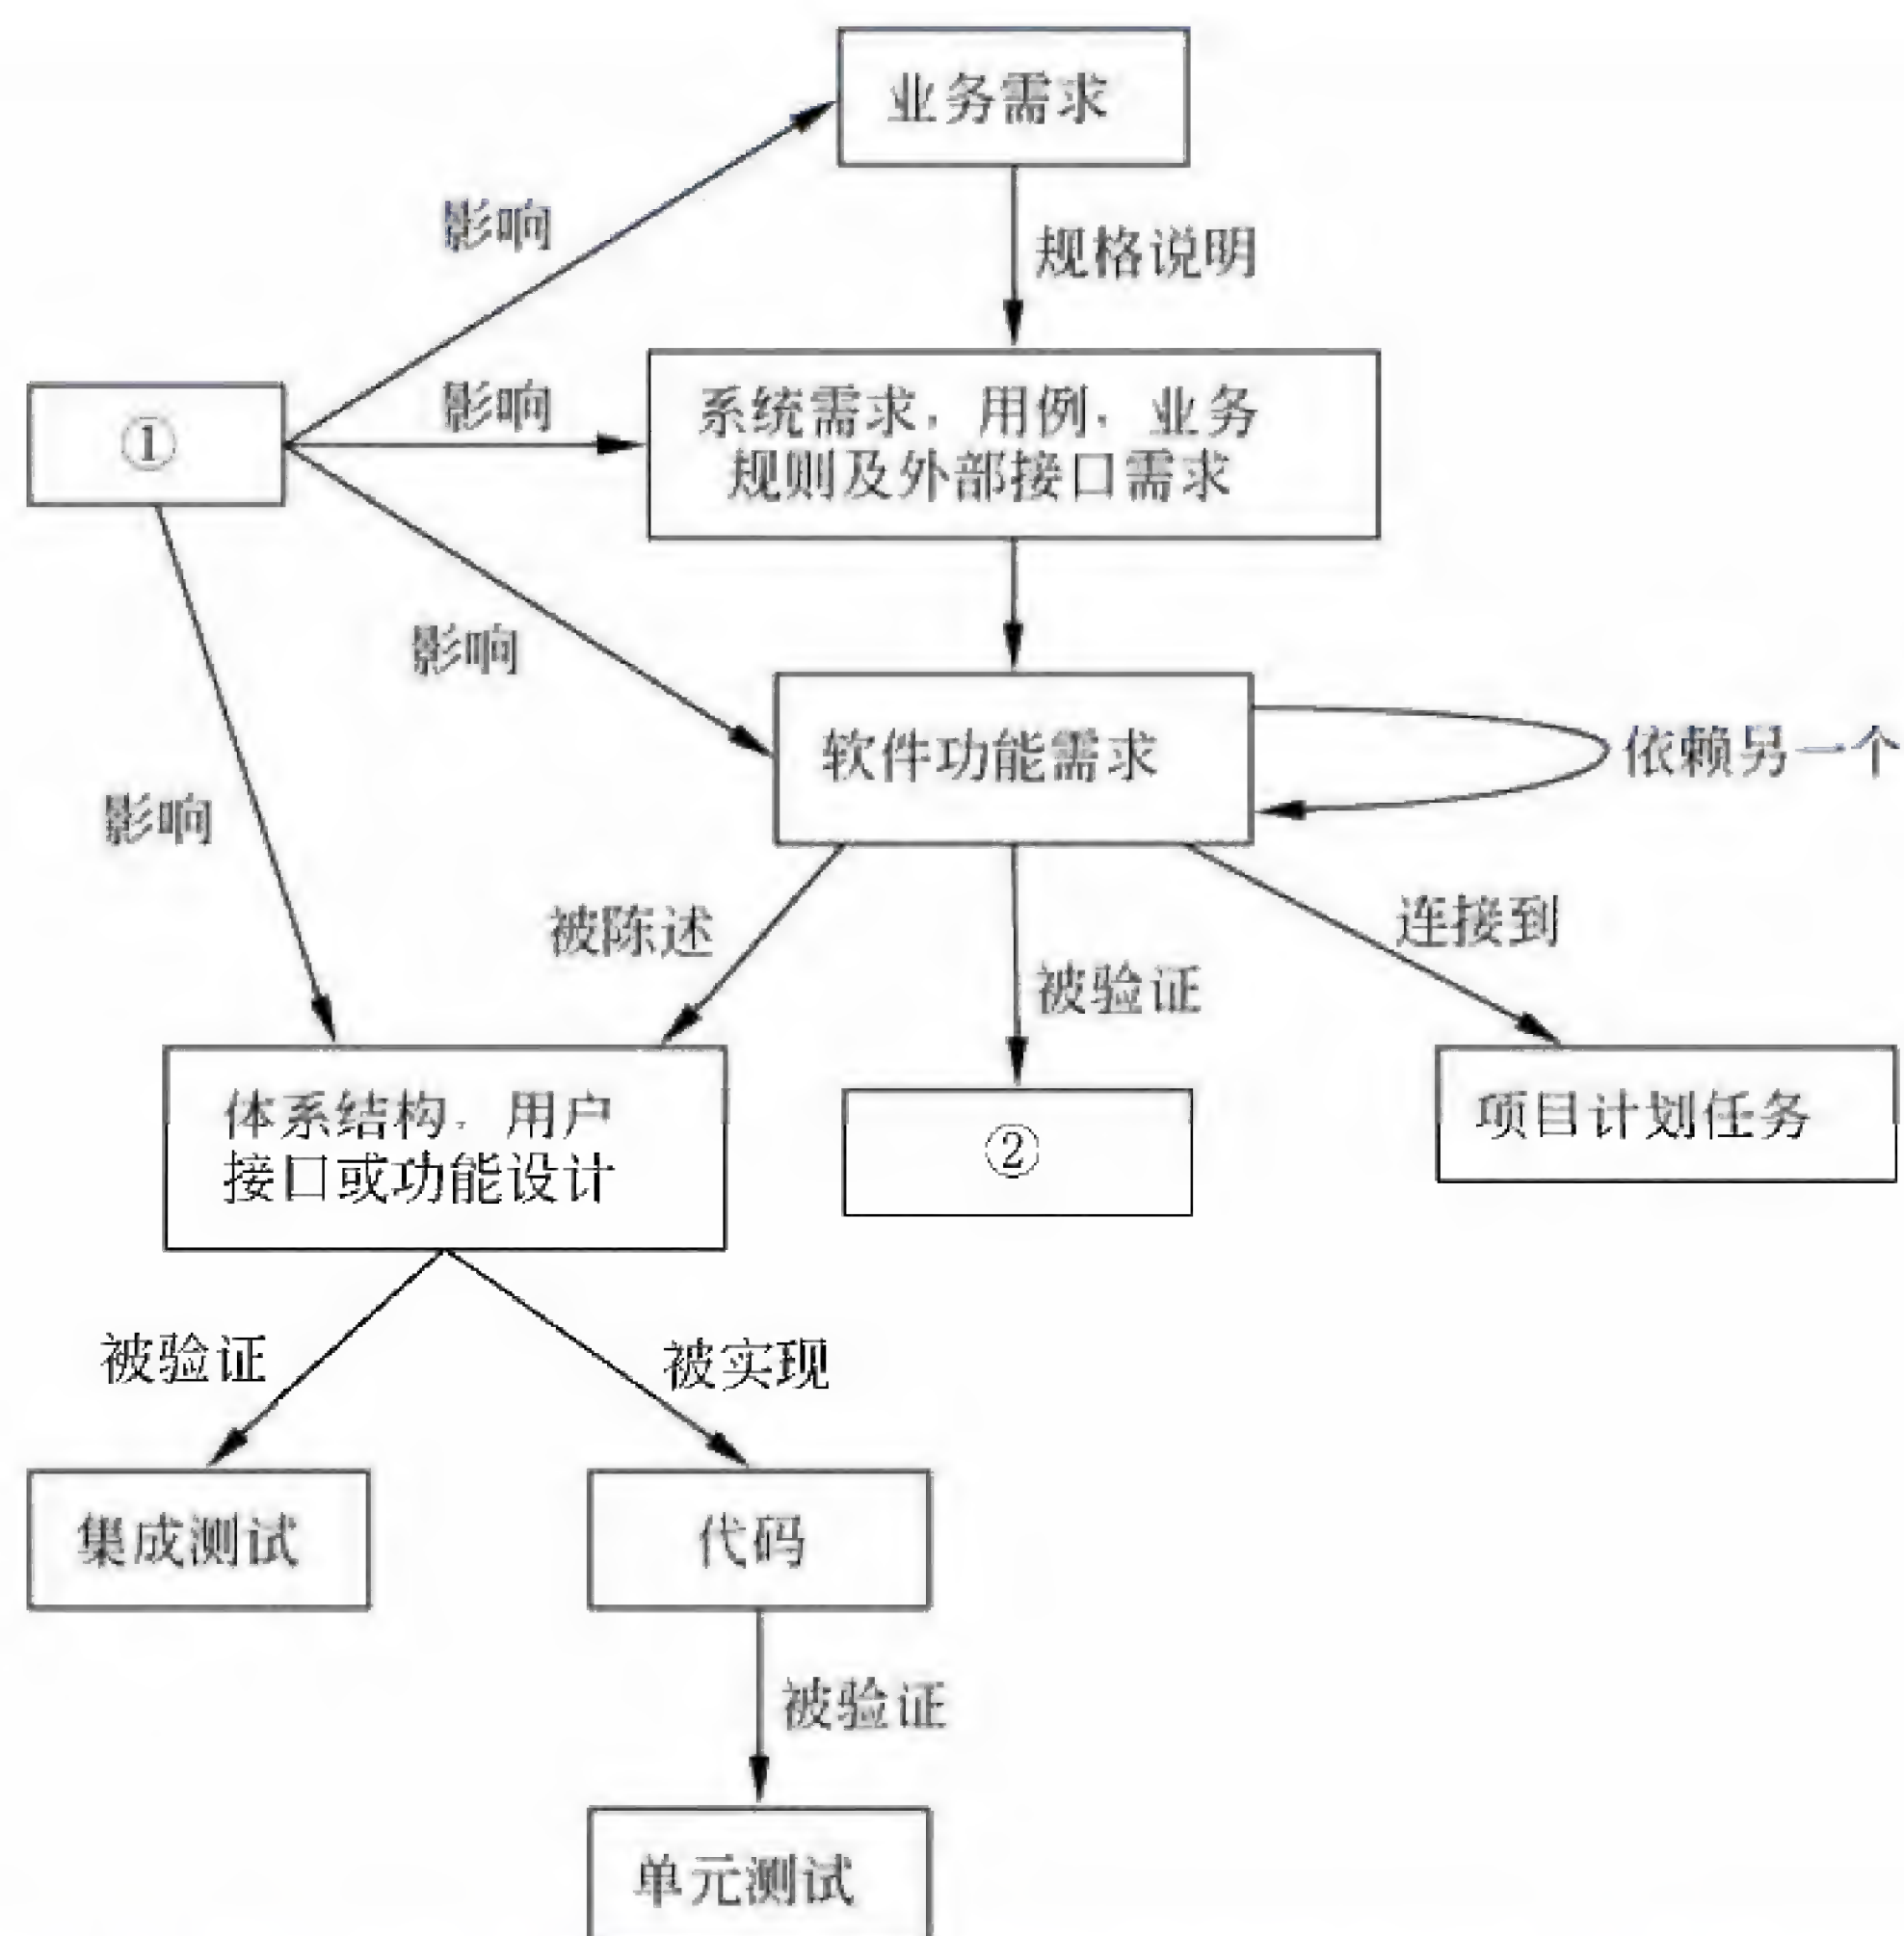 业务需求
影响
规格说明
①
影响
系统需求，用例，业务
规则及外部接口需求
影响
软件功能需求
依赖另一个
影响
被陈述
被验证
连接到
体系结构，用户
接口或功能设计
②
项目计划任务
被验证
被实现
集成测试
代码
被验证
单元测试